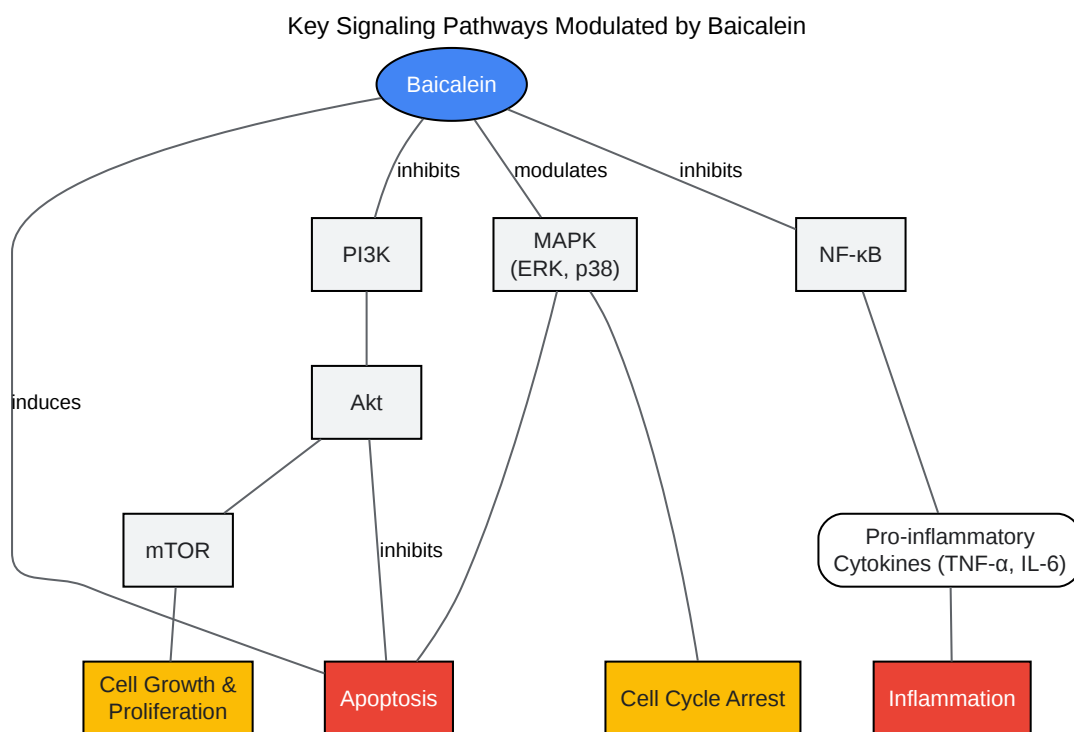 Key Signaling Pathways Modulated by Baicalein
Baicalein
inhibits
modulates
inhibits
PI3K
MAPK
(ERK, p38)
NF-κB
induces
Akt
mTOR
inhibits
Pro-inflammatory
Cytokines (TNF-α, IL-6)
Cell Growth &
Proliferation
Apoptosis
Cell Cycle Arrest
Inflammation